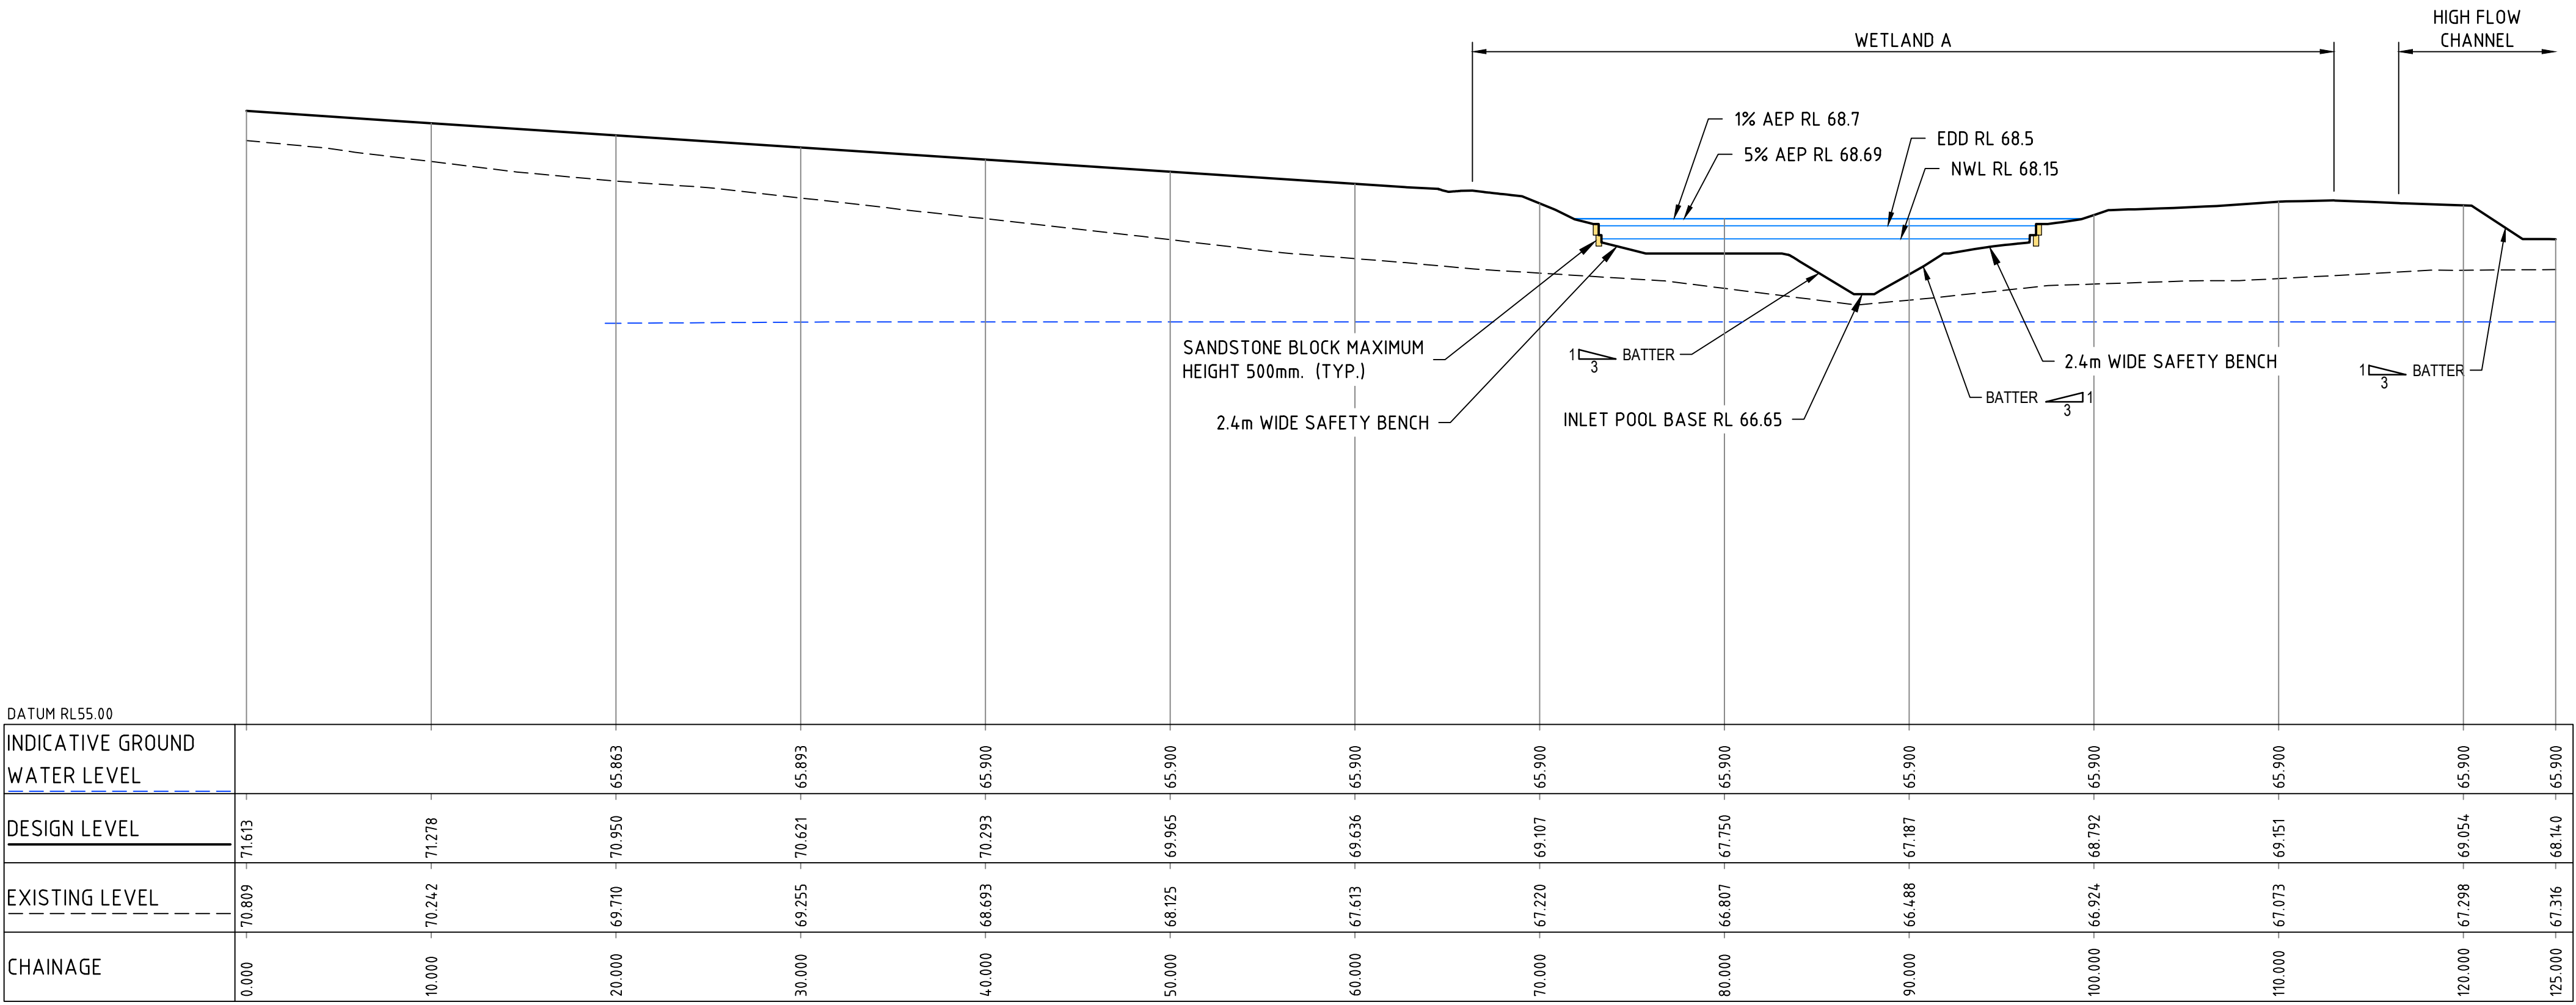 HIGH FLOW
CHANNEL
WETLAND A
1% AEP RL 68.7
5% AEP RL 68.69
EDD RL 68.5
NWL RL 68.15
SANDSTONE BLOCK MAXIMUM
HEIGHT 500mm. (TYP.)
2.4m WIDE SAFETY BENCH
1 BATTER
3
INLET POOL BASE RL 66.65
BATTER 1
3
2.4m WIDE SAFETY BENCH
1 BATTER
3
DATUM RL55.00
INDICATIVE GROUND
WATER LEVEL
65.863 65.893 65.900 65.900 65.900 65.900 65.900 65.900 65.900 65.900 65.900 65.900
DESIGN LEVEL 71.613 71.278 70.950 70.621 70.293 69.965 69.636 69.107 67.750 67.187 68.792 69.151 69.054 68.140
EXISTING LEVEL 70.809 70.242 69.710 69.255 68.693 68.125 67.613 67.220 66.807 66.488 66.924 67.073 67.298 67.316
CHAINAGE 0.000 10.000 20.000 30.000 40.000 50.000 60.000 70.000 80.000 90.000 100.000 110.000 120.000 125.000